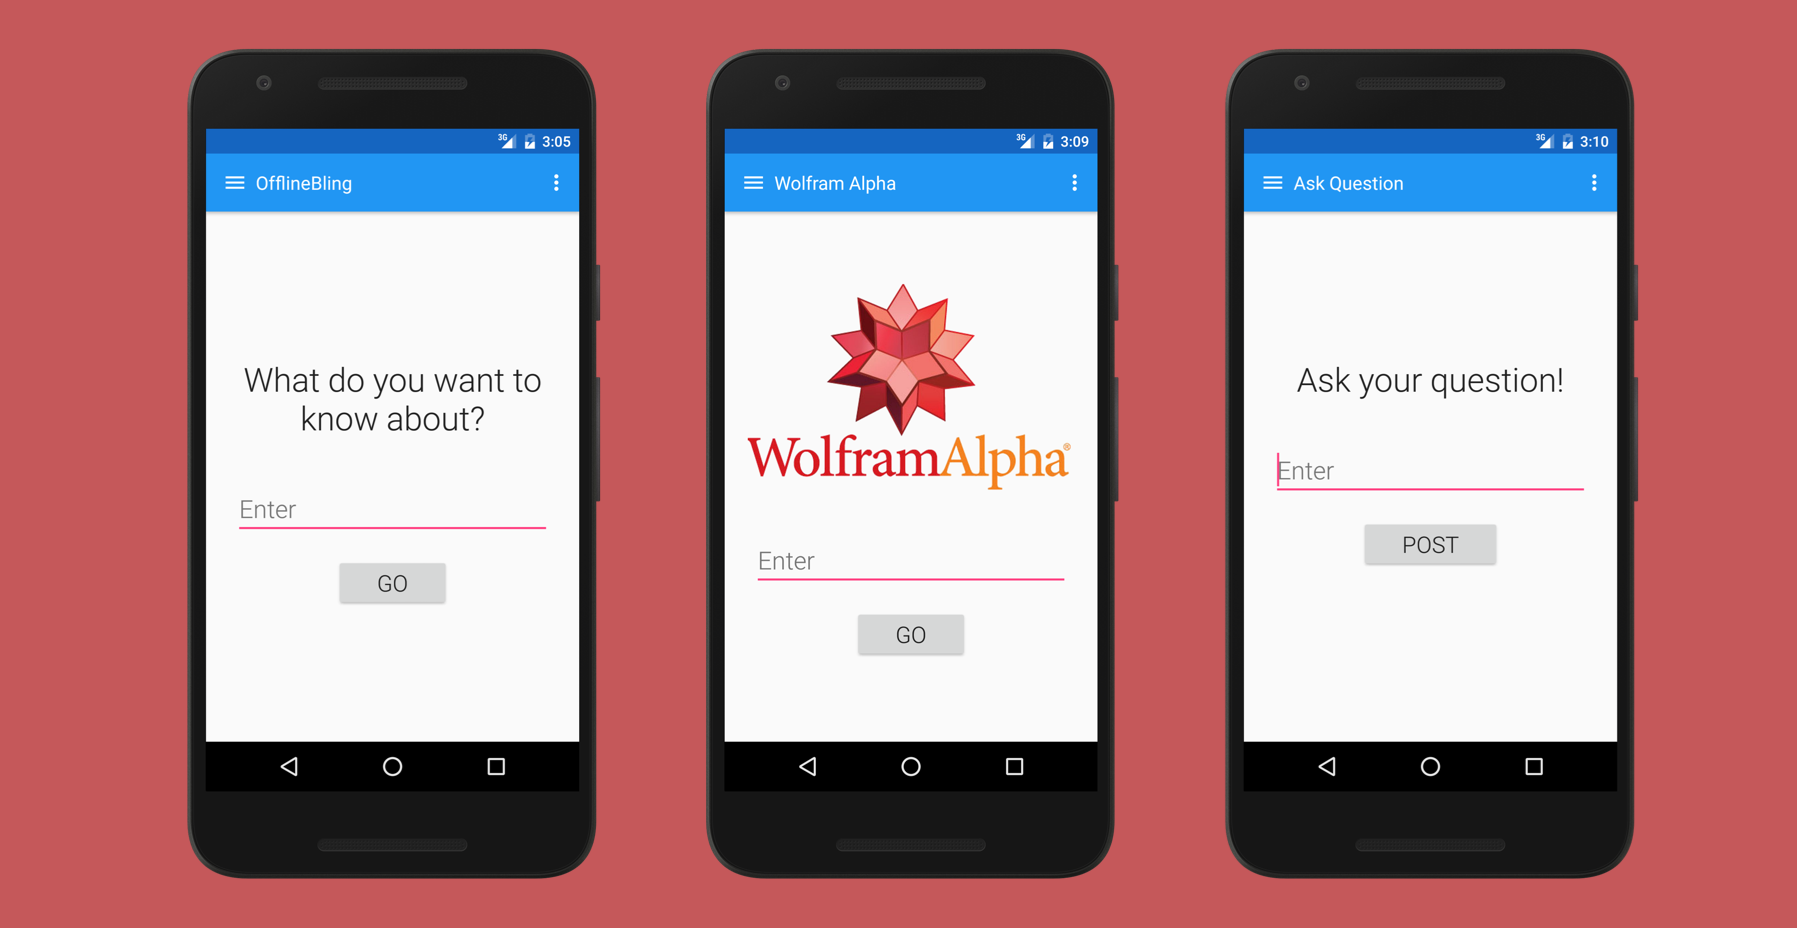 3G 3:05
OfflineBling
What do you want to
know about?
Enter
GO
3G 3:09
Wolfram Alpha
WolframAlpha®
Enter
GO
3G 3:10
Ask Question
Ask your question!
Enter
POST